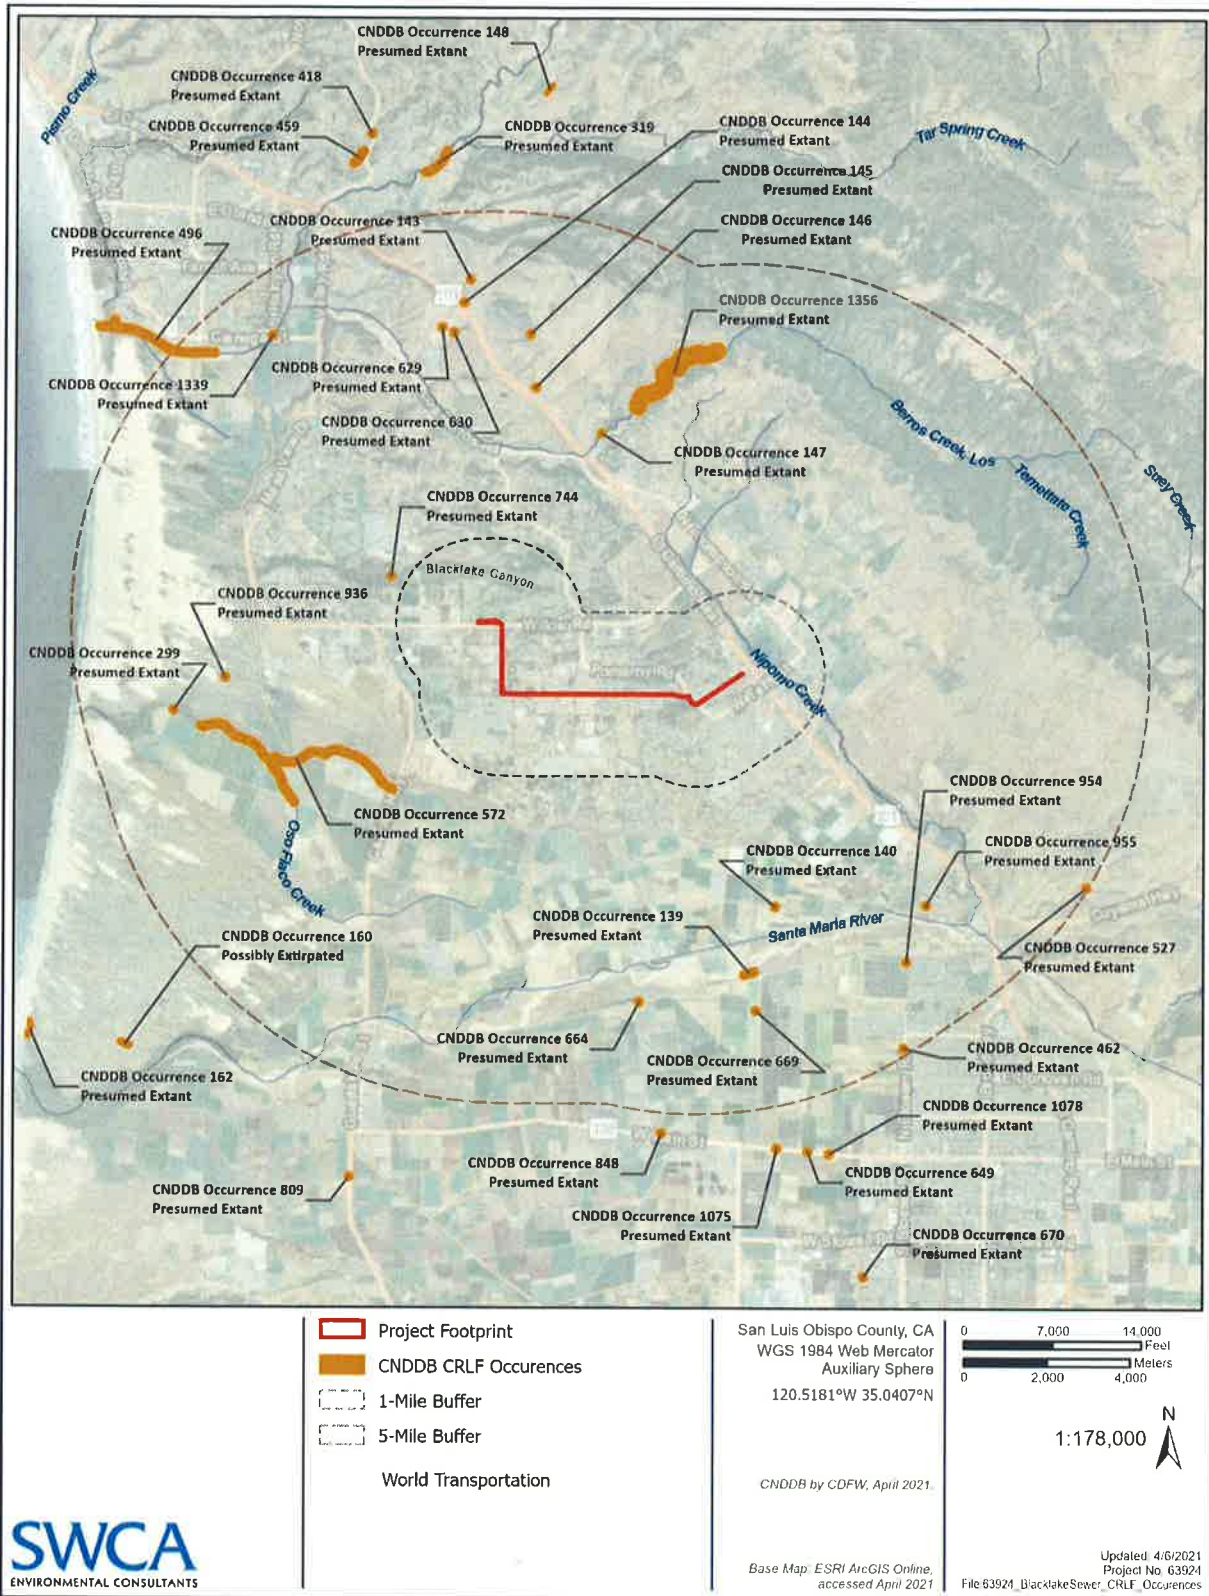 CNDDB Occurrence 148
Presumed Extant
CNDDB Occurrence 418
Presumed Extant
Pismo Creek
CNDDB Occurrence 459
Presumed Extant
CNDDB Occurrence 319
Presumed Extant
CNDDB Occurrence 144
Presumed Extant
Tar Spring Creek
CNDDB Occurrence 145
Presumed Extant
CNDDB Occurrence 143
Presumed Extant
CNDDB Occurrence 146
Presumed Extant
CNDDB Occurrence 496
Presumed Extant
CNDDB Occurrence 1356
Presumed Extant
CNDDB Occurrence 1339
Presumed Extant
CNDDB Occurrence 629
Presumed Extant
CNDDB Occurrence 630
Presumed Extant
Berros Creek, Los
CNDDB Occurrence 147
Presumed Extant
Temettate Creek
Suey Creek
CNDDB Occurrence 744
Presumed Extant
Blacklake Canyon
CNDDB Occurrence 936
Presumed Extant
CNDDB Occurrence 299
Presumed Extant
Nipomo Creek
CNDDB Occurrence 572
Presumed Extant
CNDDB Occurrence 954
Presumed Extant
Oso Flaco Creek
CNDDB Occurrence 140
Presumed Extant
CNDDB Occurrence 955
Presumed Extant
CNDDB Occurrence 139
Presumed Extant
Santa Maria River
CNDDB Occurrence 160
Possibly Extirpated
CNDDB Occurrence 527
Presumed Extant
CNDDB Occurrence 664
Presumed Extant
CNDDB Occurrence 669
Presumed Extant
CNDDB Occurrence 462
Presumed Extant
CNDDB Occurrence 162
Presumed Extant
CNDDB Occurrence 1078
Presumed Extant
CNDDB Occurrence 848
Presumed Extant
CNDDB Occurrence 649
Presumed Extant
CNDDB Occurrence 809
Presumed Extant
CNDDB Occurrence 1075
Presumed Extant
CNDDB Occurrence 670
Presumed Extant
Project Footprint
CNDDB CRLF Occurences
1-Mile Buffer
5-Mile Buffer
World Transportation
San Luis Obispo County, CA
WGS 1984 Web Mercator
Auxiliary Sphere
120.5181°W 35.0407°N
CNDDB by CDFW, April 2021.
Base Map: ESRI ArcGIS Online,
accessed April 2021
0 7,000 14,000
Feet
Meters
0 2,000 4,000
N
1:178,000
Updated: 4/6/2021
Project No. 63924
File:63924_BlacklakeSewer_CRLF_Occurences
SWCA
ENVIRONMENTAL CONSULTANTS